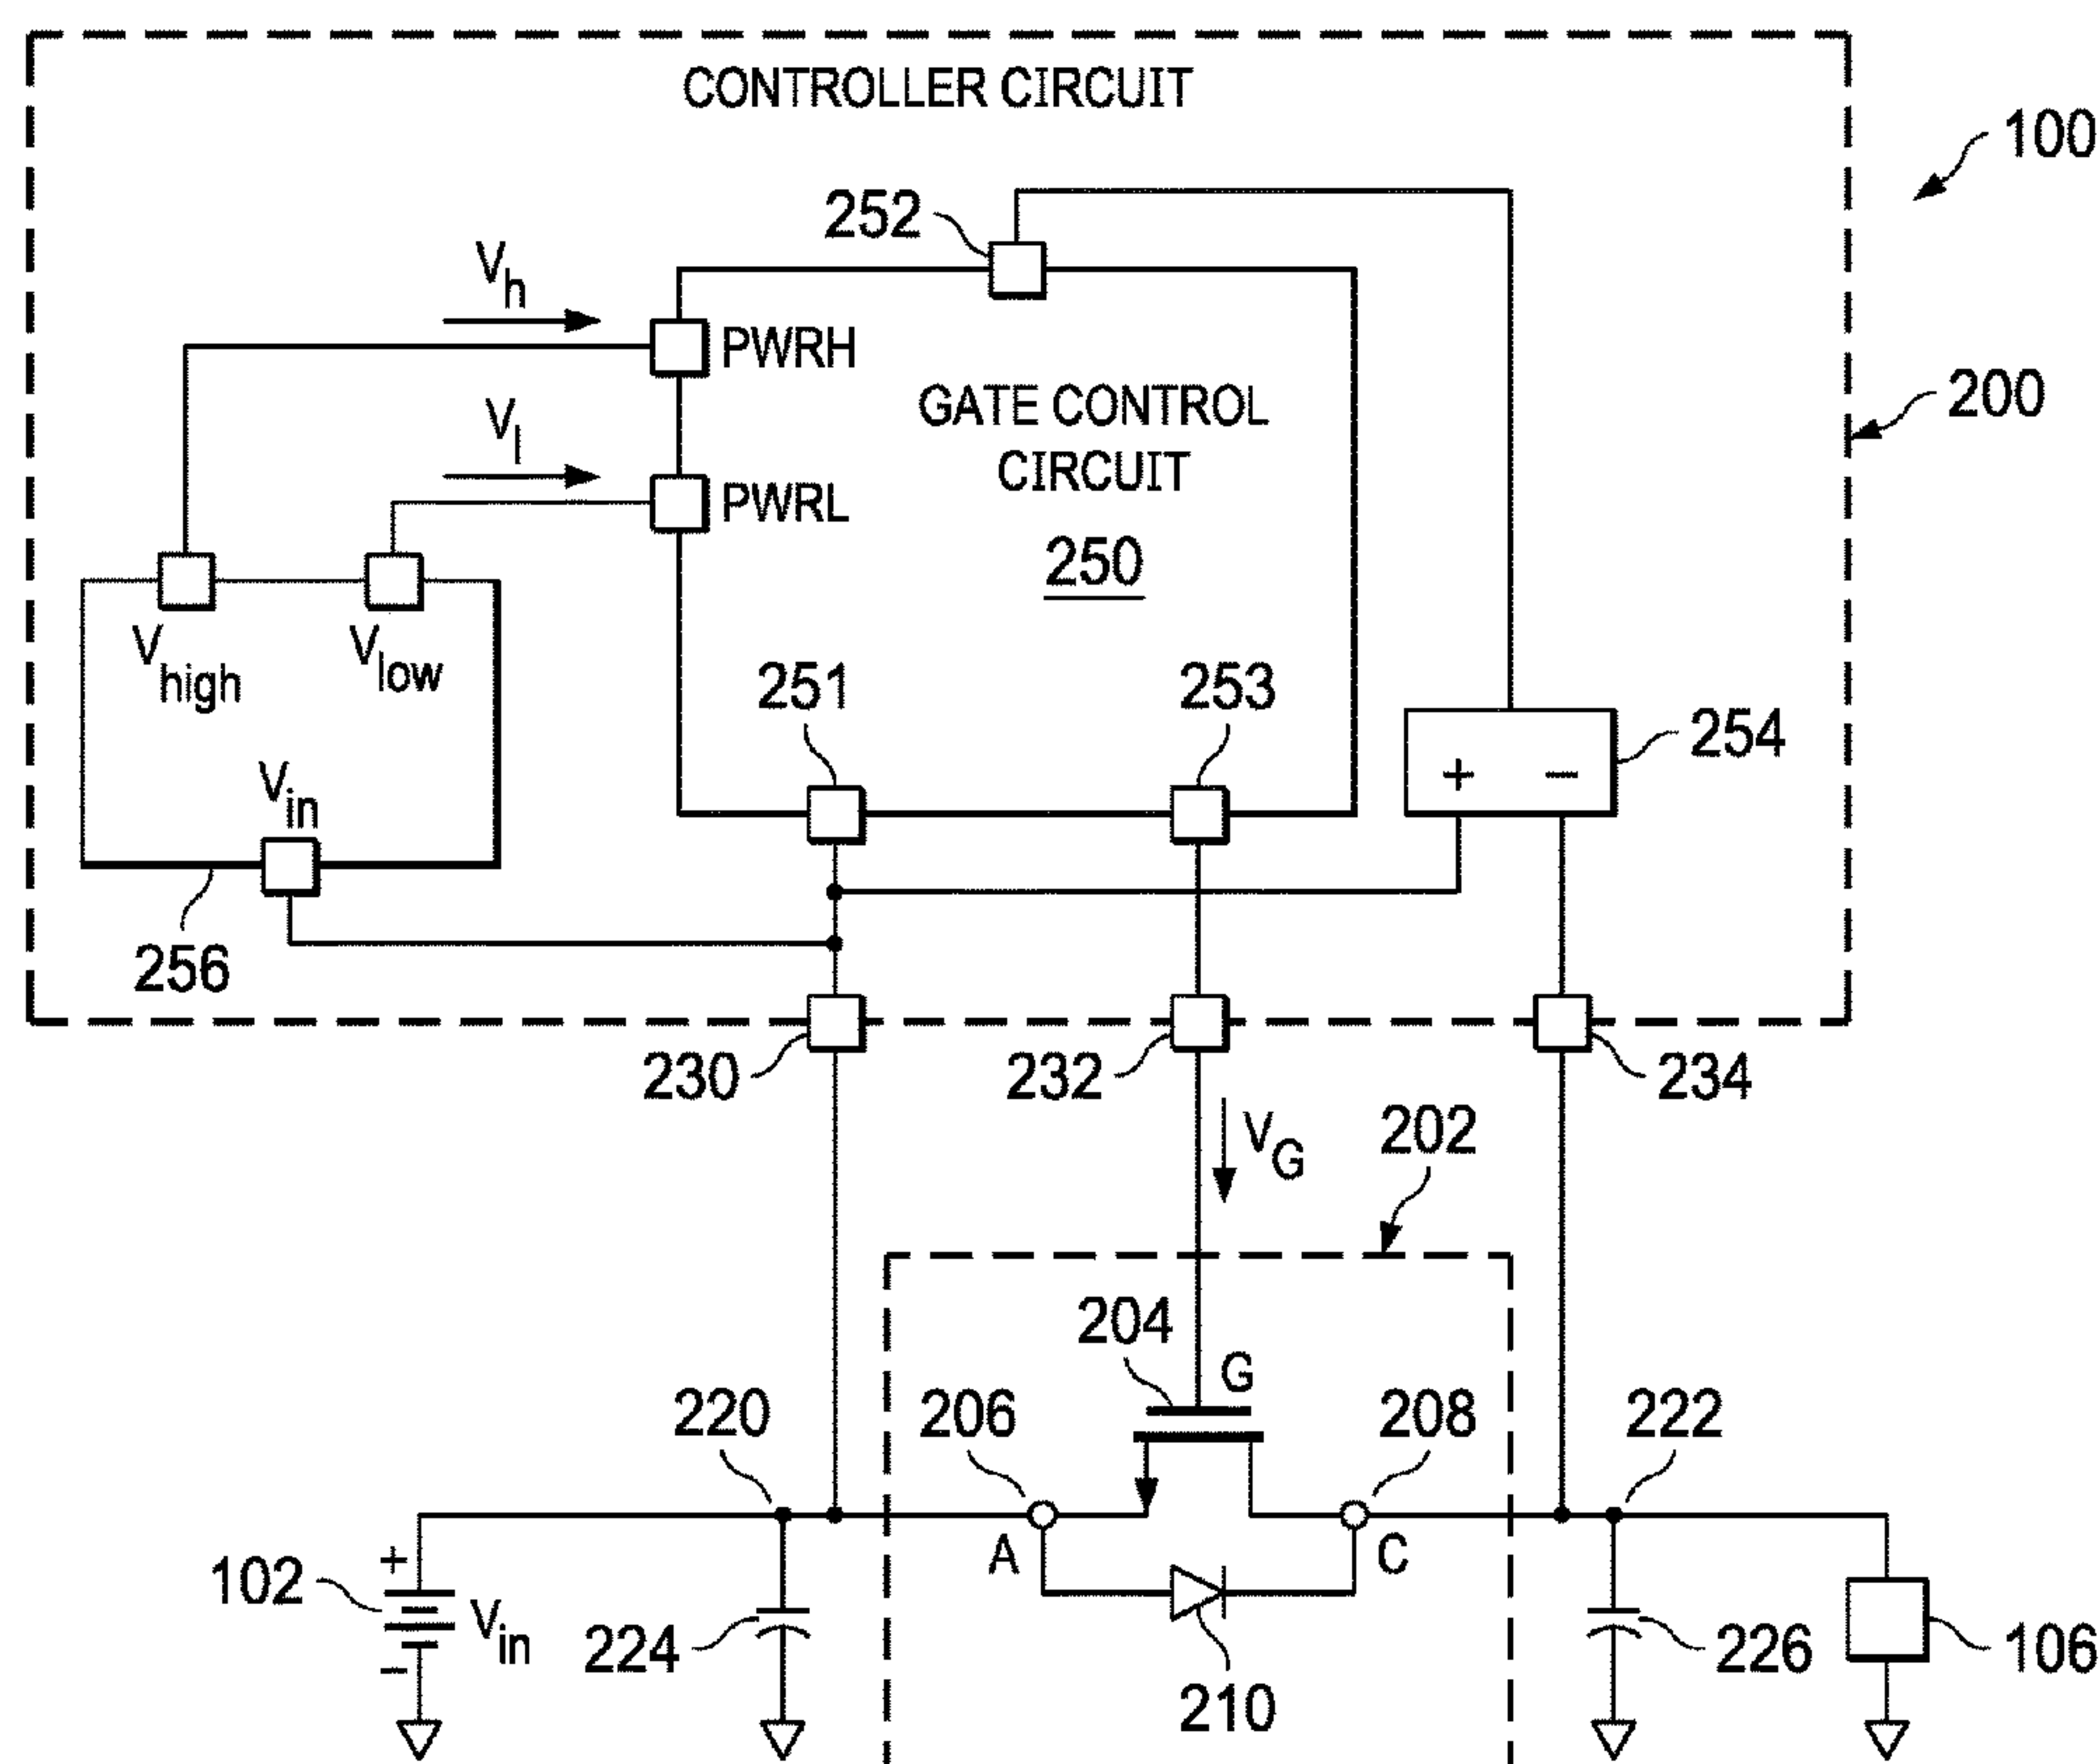 CONTROLLER CIRCUIT
100
252
Vh
PWRH
GATE CONTROL
CIRCUIT
250
200
Vl
PWRL
Vhigh
Vlow
251
253
254
+ −
Vin
256
230
232
234
VG
202
204
G
220
206
208
222
A
C
102
+
Vin
−
224
210
226
106